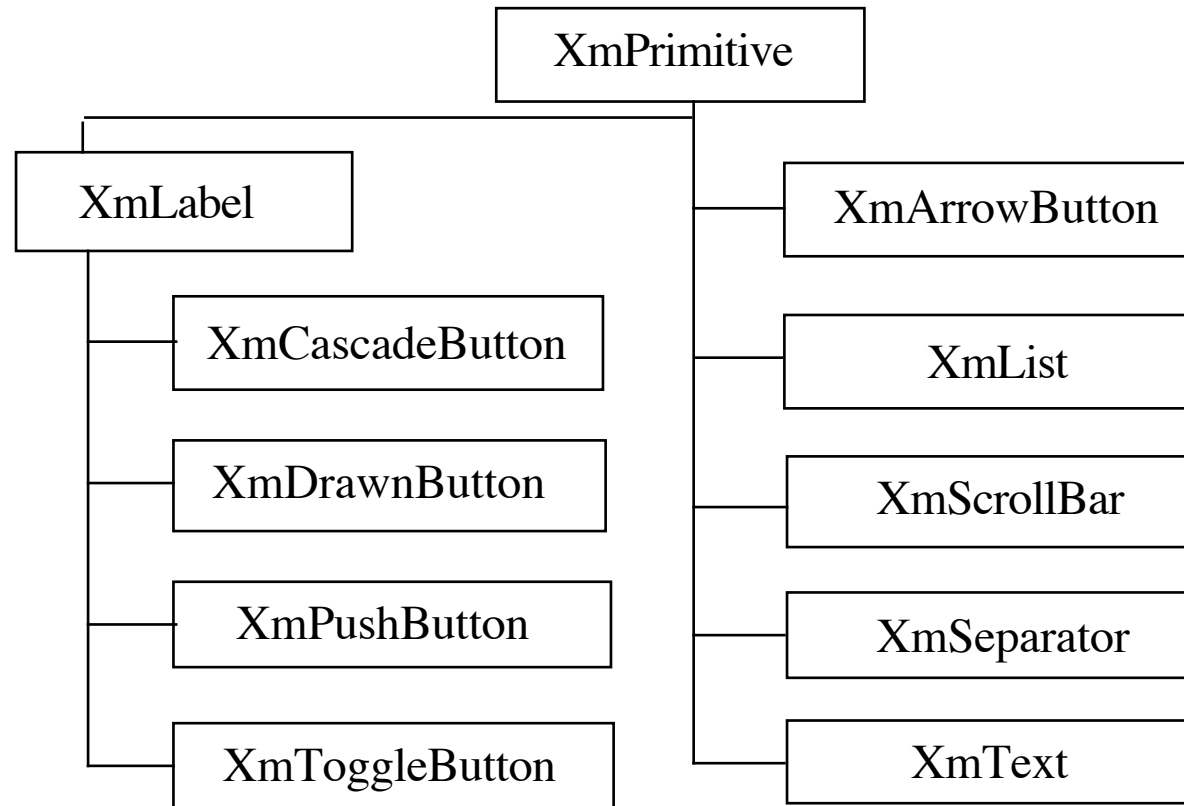 XmPrimitive
XmLabel
XmCascadeButton
XmDrawnButton
XmPushButton
XmToggleButton
XmArrowButton
XmList
XmScrollBar
XmSeparator
XmText